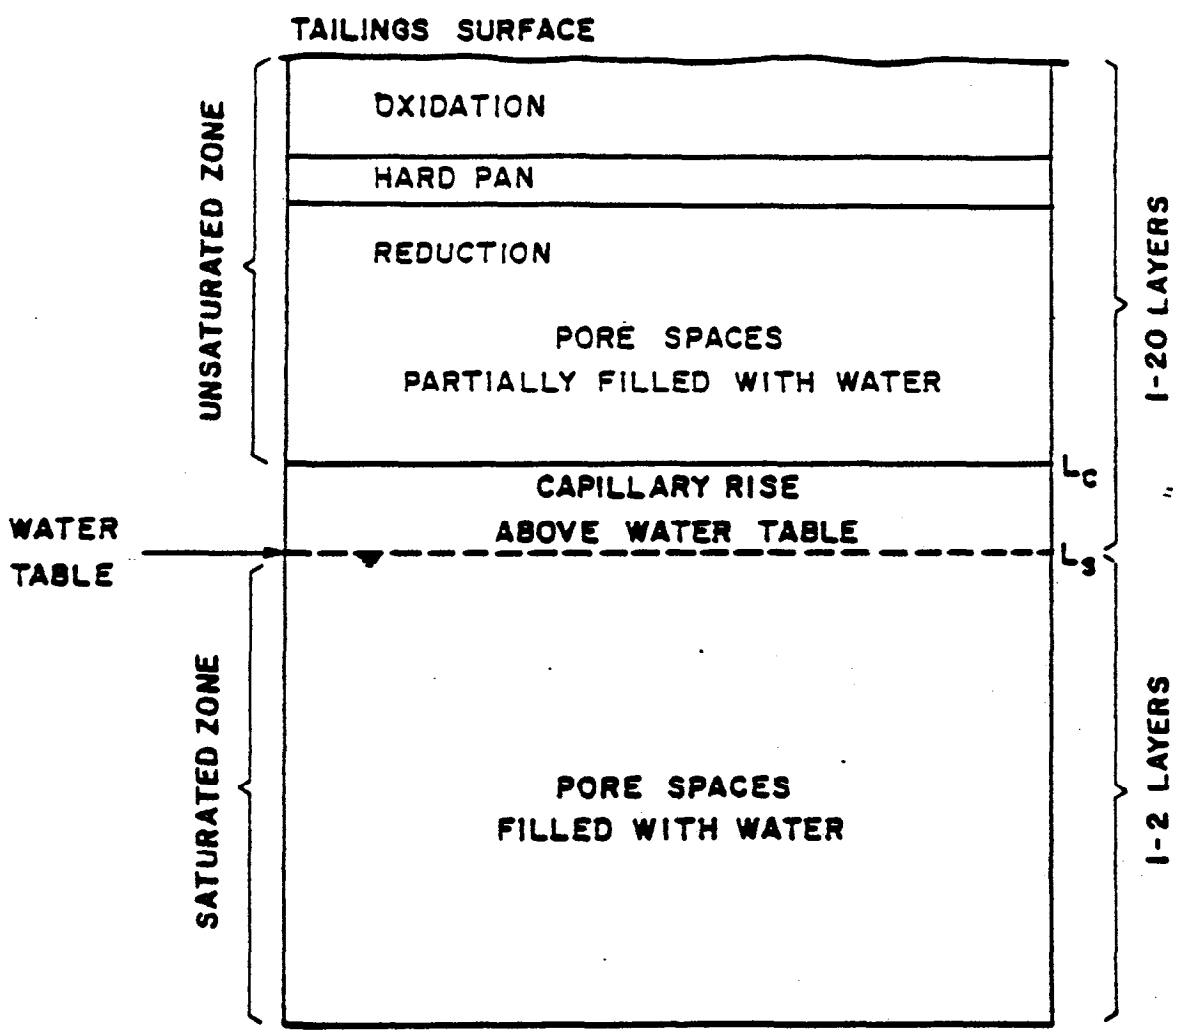 TAILINGS SURFACE
OXIDATION
HARD PAN
REDUCTION
PORE SPACES
PARTIALLY FILLED WITH WATER
UNSATURATED ZONE
1-20 LAYERS
Lc
CAPILLARY RISE
ABOVE WATER TABLE
WATER
TABLE
Ls
SATURATED ZONE
PORE SPACES
FILLED WITH WATER
1-2 LAYERS